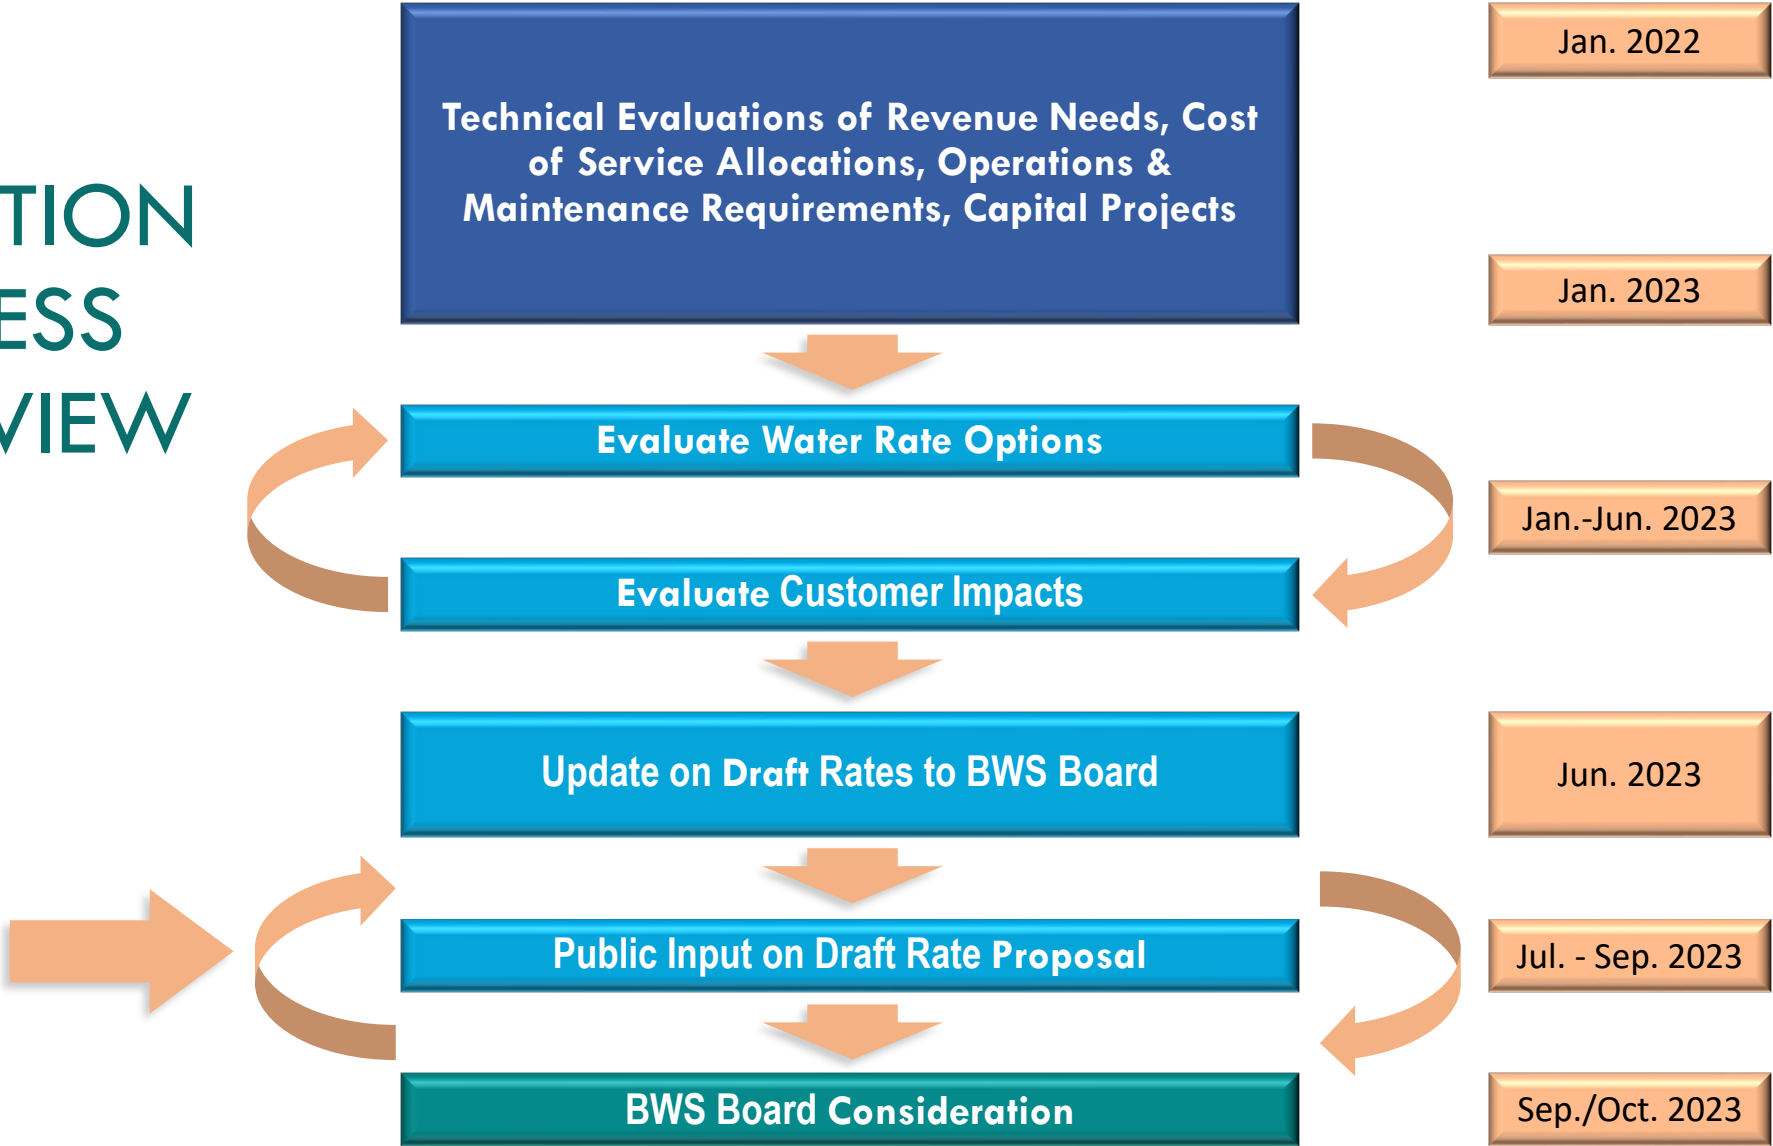 TION
ESS
VIEW
Technical Evaluations of Revenue Needs, Cost
of Service Allocations, Operations &
Maintenance Requirements, Capital Projects
Jan. 2022
Jan. 2023
Evaluate Water Rate Options
Jan.-Jun. 2023
Evaluate Customer Impacts
Update on Draft Rates to BWS Board
Jun. 2023
Public Input on Draft Rate Proposal
Jul. - Sep. 2023
BWS Board Consideration
Sep./Oct. 2023